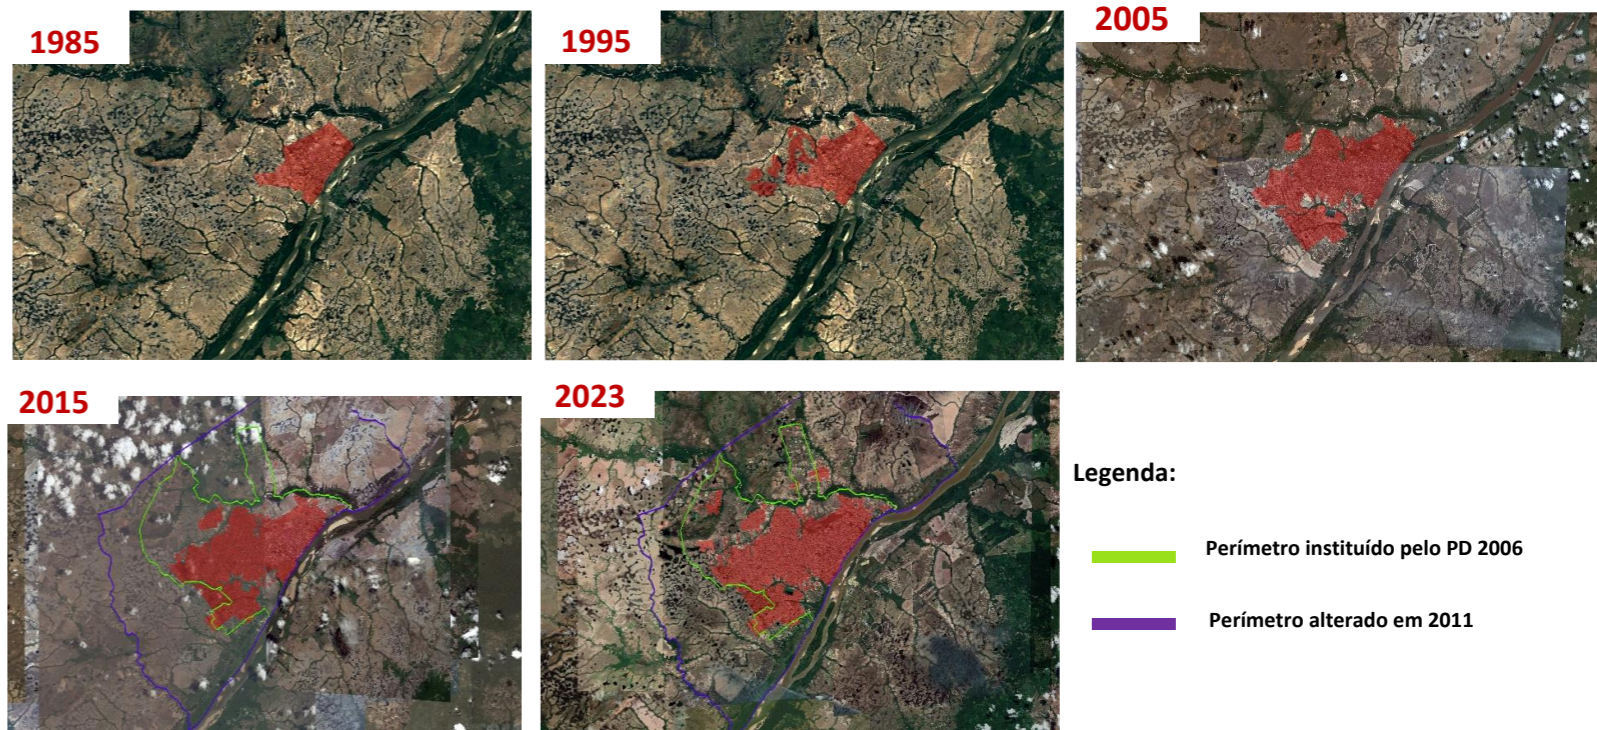 1985
1995
2005
2015
2023
Legenda:
Perímetro instituído pelo PD 2006
Perímetro alterado em 2011